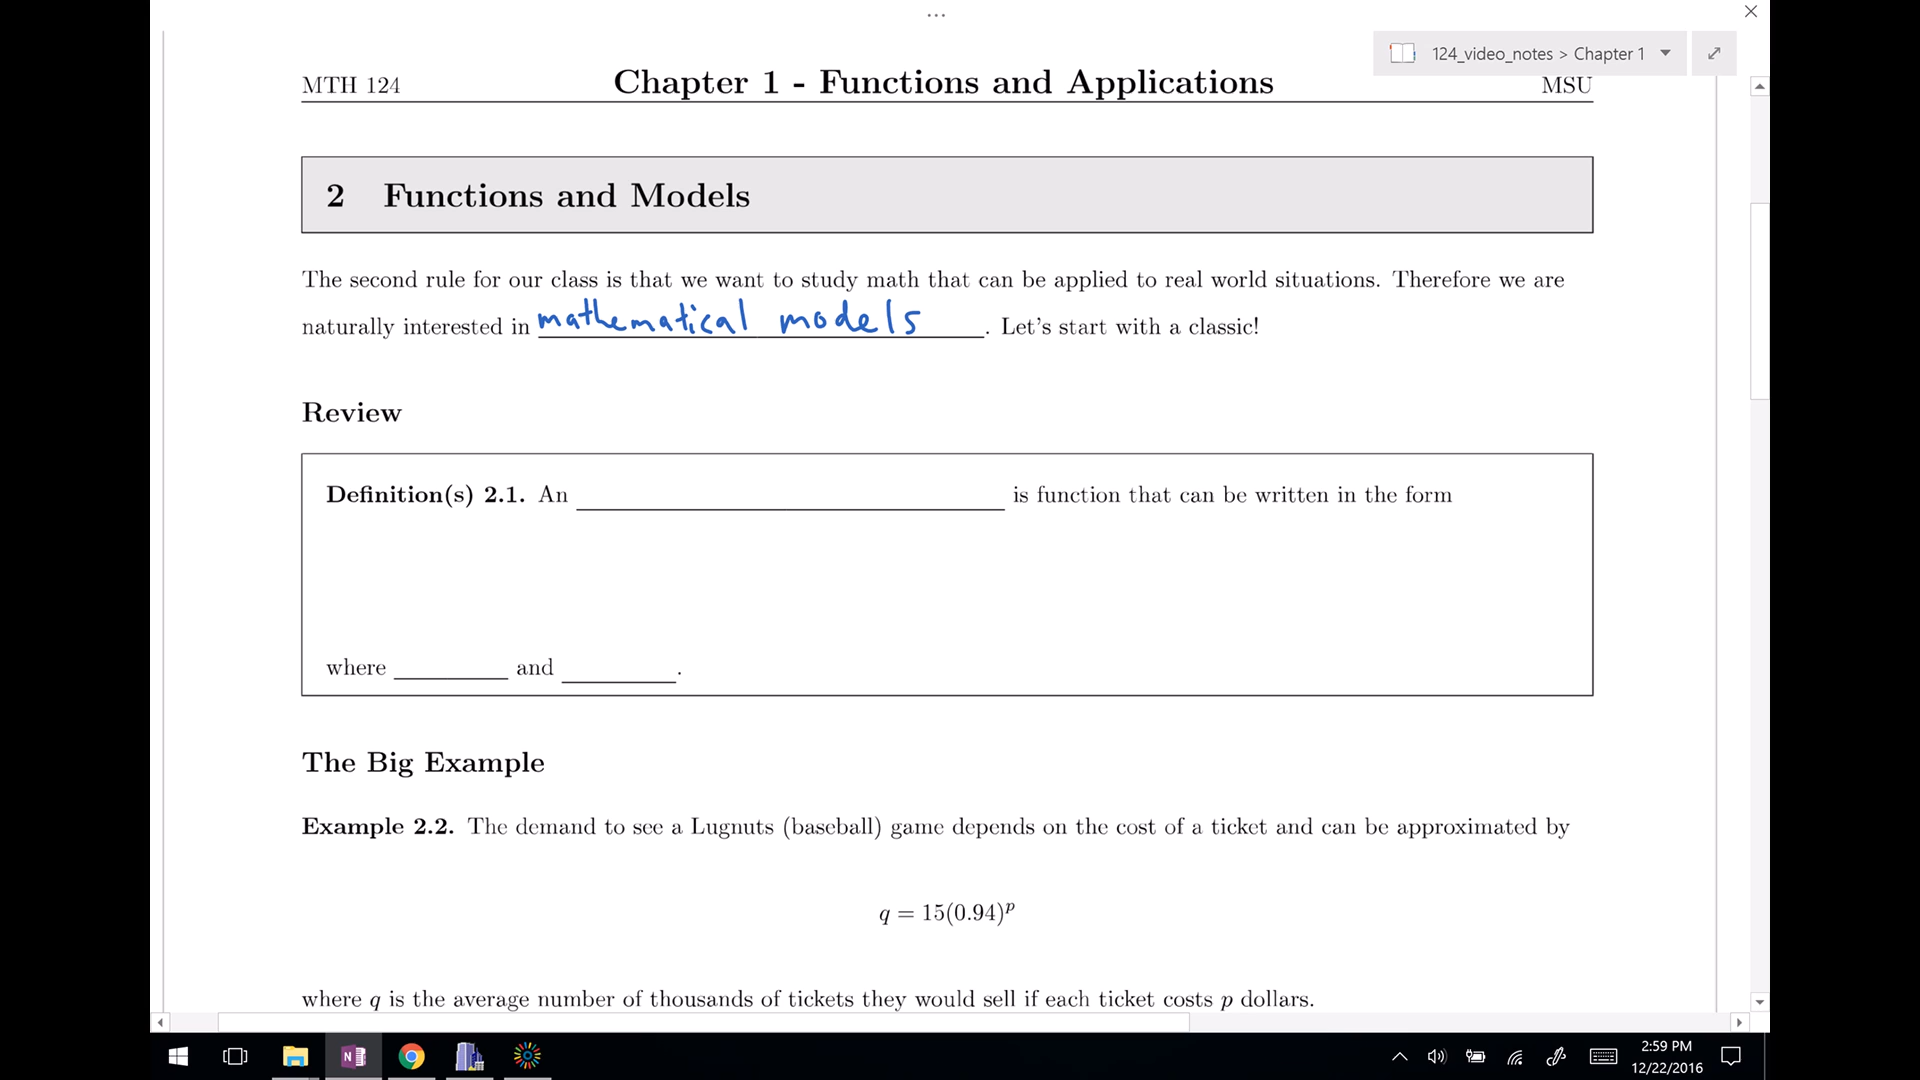 ...
124_video_notes > Chapter 1
MTH 124 Chapter 1 - Functions and Applications MSU
2 Functions and Models
The second rule for our class is that we want to study math that can be applied to real world situations. Therefore we are
naturally interested in mathematical models. Let's start with a classic!
Review
Definition(s) 2.1. An ______ is function that can be written in the form
where ______ and ______.
The Big Example
Example 2.2. The demand to see a Lugnuts (baseball) game depends on the cost of a ticket and can be approximated by
q = 15(0.94)^p
where q is the average number of thousands of tickets they would sell if each ticket costs p dollars.
2:59 PM
12/22/2016